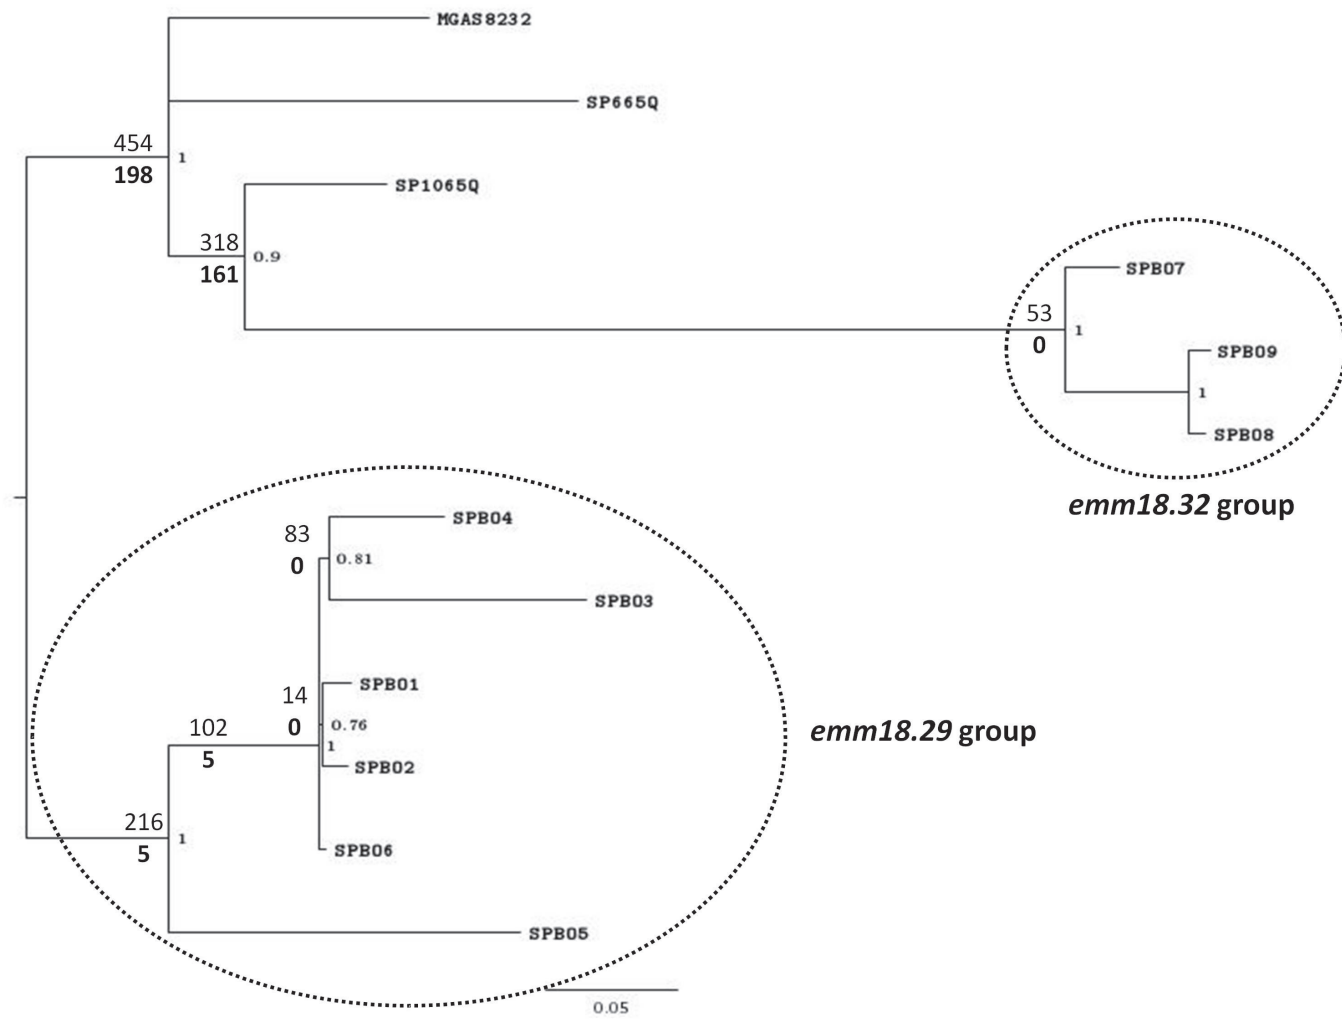 MGAS8232
SP665Q
454
1
198
SP1065Q
318
0.9
161
SPB07
53
1
0
SPB09
1
SPB08
emm18.32 group
SPB04
83
0.81
0
SPB03
SPB01
14
0.76
0
102
1
5
SPB02
emm18.29 group
216
1
5
SPB06
SPB05
0.05